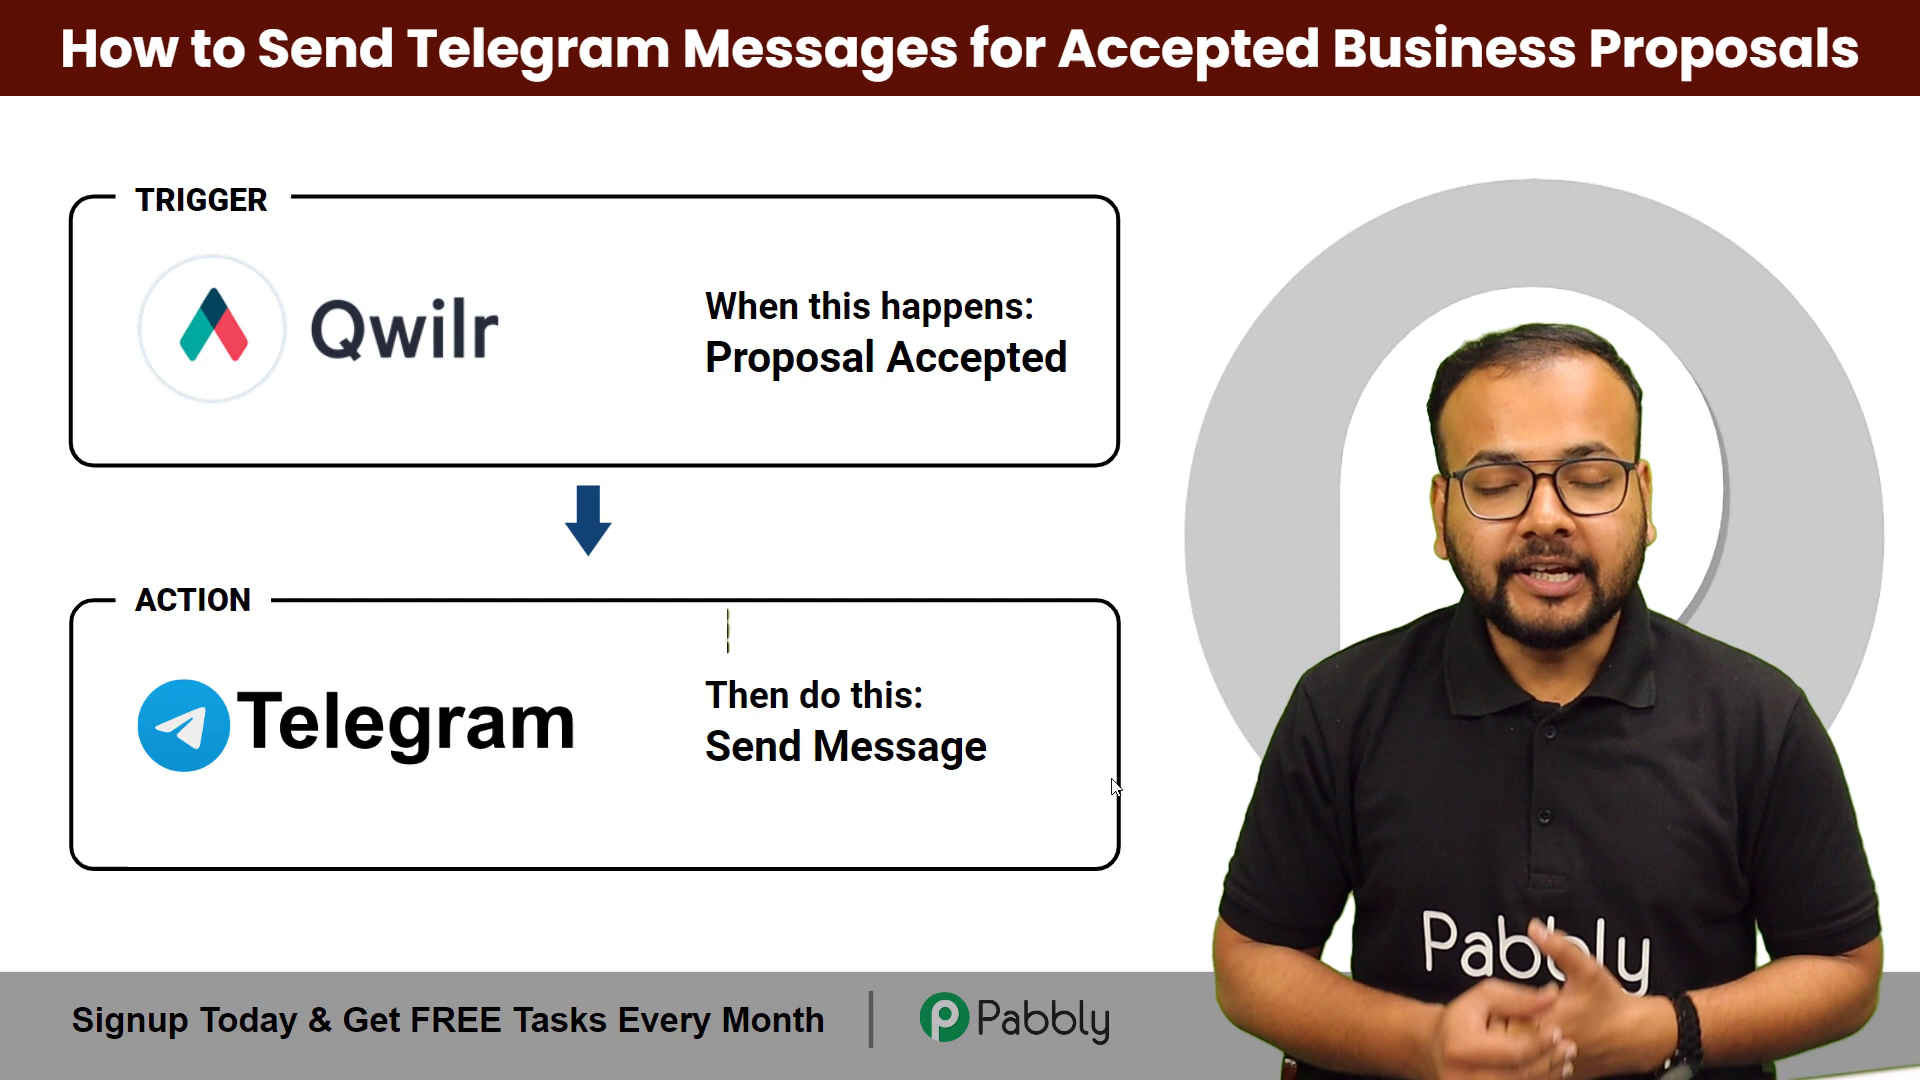 How to Send Telegram Messages for Accepted Business Proposals
TRIGGER
Qwilr
When this happens:
Proposal Accepted
ACTION
Telegram
Then do this:
Send Message
Pabbly
Signup Today & Get FREE Tasks Every Month
Pabbly